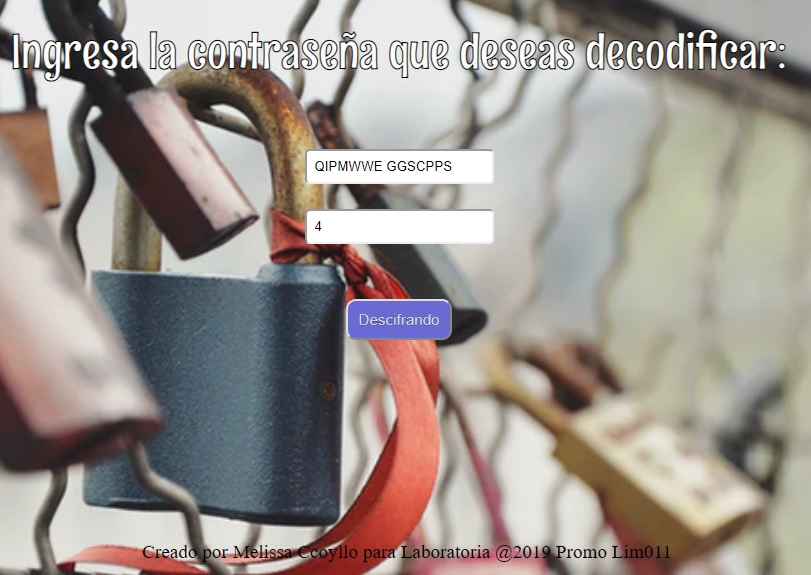 Ingresa la contraseña que deseas decodificar:
QIPMWWE GGSCPPS
4
Descifrando
Creado por Melissa Ccoyllo para Laboratoria @2019 Promo Lim011